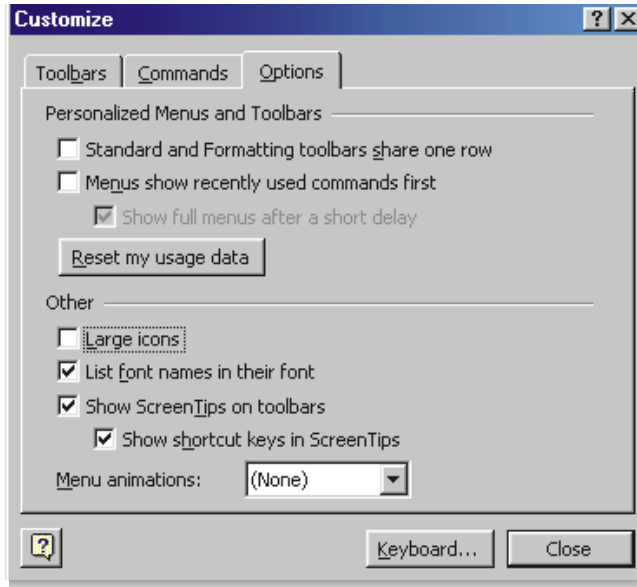 Customize
Toolbars Commands Options
Personalized Menus and Toolbars
Standard and Formatting toolbars share one row
Menus show recently used commands first
Show full menus after a short delay
Reset my usage data
Other
Large icons
List font names in their font
Show ScreenTips on toolbars
Show shortcut keys in ScreenTips
Menu animations: (None)
Keyboard... Close